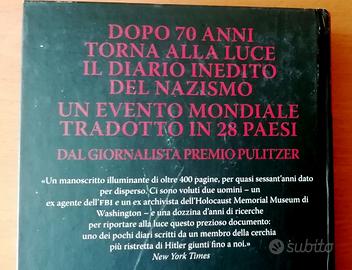 DOPO 70 ANNI
TORNA ALLA LUCE
IL DIARIO INEDITO
DEL NAZISMO
UN EVENTO MONDIALE
TRADOTTO IN 28 PAESI
DAL GIORNALISTA PREMIO PULITZER
«Un manoscritto illuminante di oltre 400 pagine, per quasi sessant'anni dato
per disperso. Ci sono voluti due uomini – un
ex agente dell'FBI e un ex archivista dell'Holocaust Memorial Museum di
Washington – e una dozzina d'anni di ricerche
per riportare alla luce questo prezioso documento:
uno dei pochi diari scritti da un membro della cerchia
più ristretta di Hitler giunti fino a noi.»
New York Times
subito